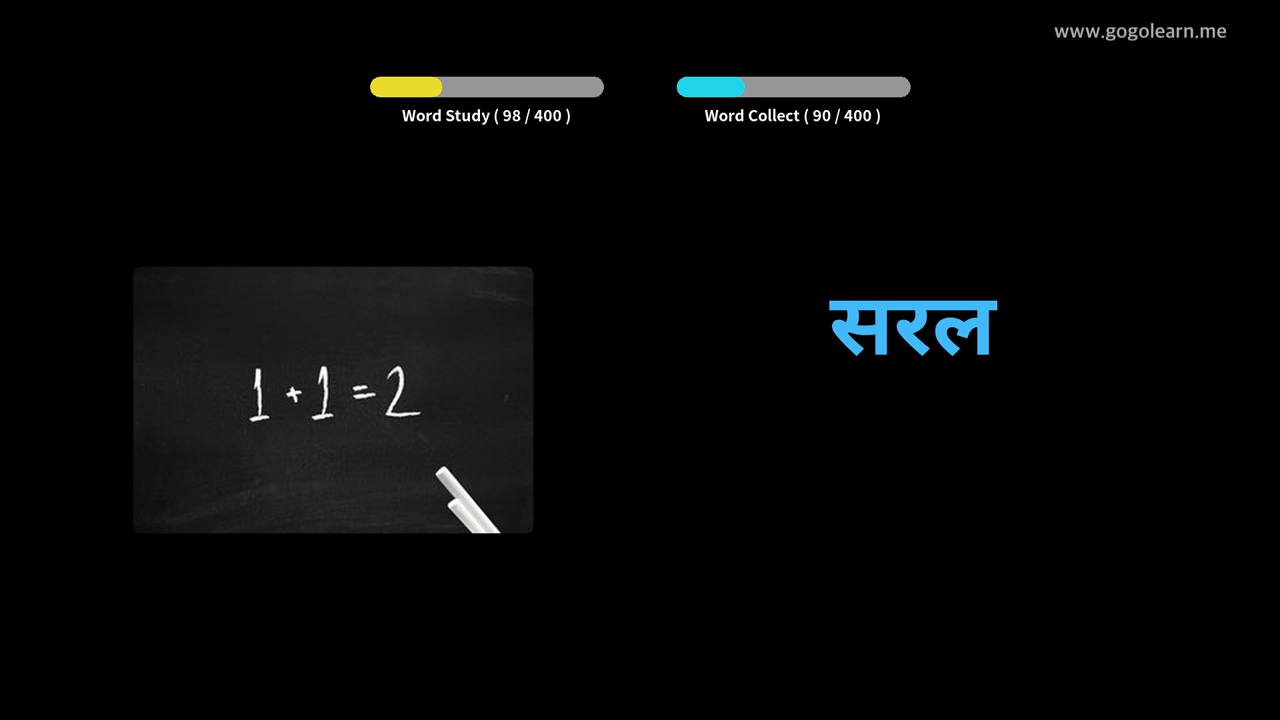 www.gogolearn.me
Word Study ( 98 / 400 )
Word Collect ( 90 / 400 )
सरल
1 + 1 = 2